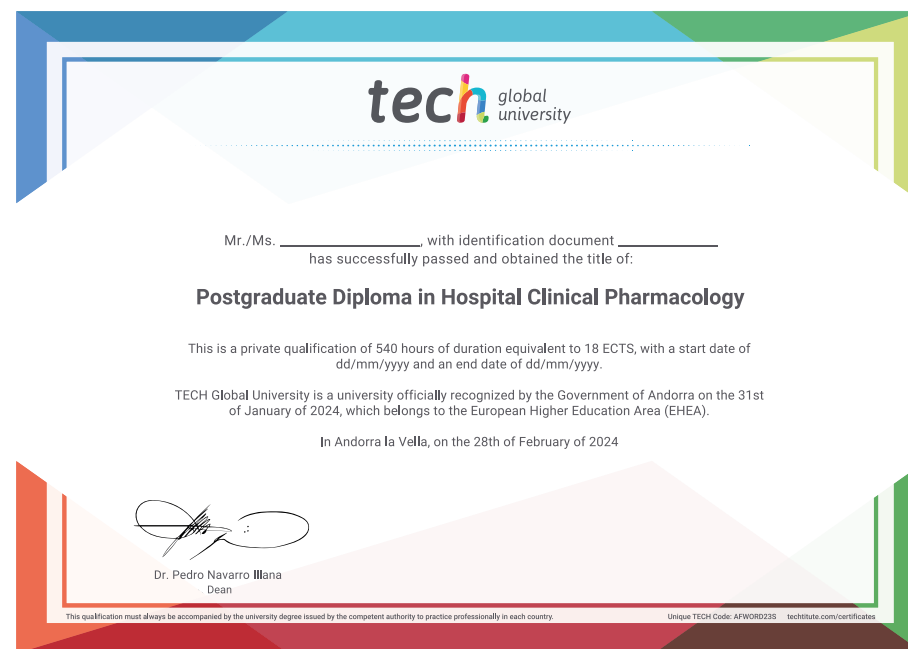 tech global university
Mr./Ms. ____________________, with identification document ______________
has successfully passed and obtained the title of:
Postgraduate Diploma in Hospital Clinical Pharmacology
This is a private qualification of 540 hours of duration equivalent to 18 ECTS, with a start date of
dd/mm/yyyy and an end date of dd/mm/yyyy.
TECH Global University is a university officially recognized by the Government of Andorra on the 31st
of January of 2024, which belongs to the European Higher Education Area (EHEA).
In Andorra la Vella, on the 28th of February of 2024
Dr. Pedro Navarro Illana
Dean
This qualification must always be accompanied by the university degree issued by the competent authority to practice professionally in each country. Unique TECH Code: AFWORD23S techtitute.com/certificates